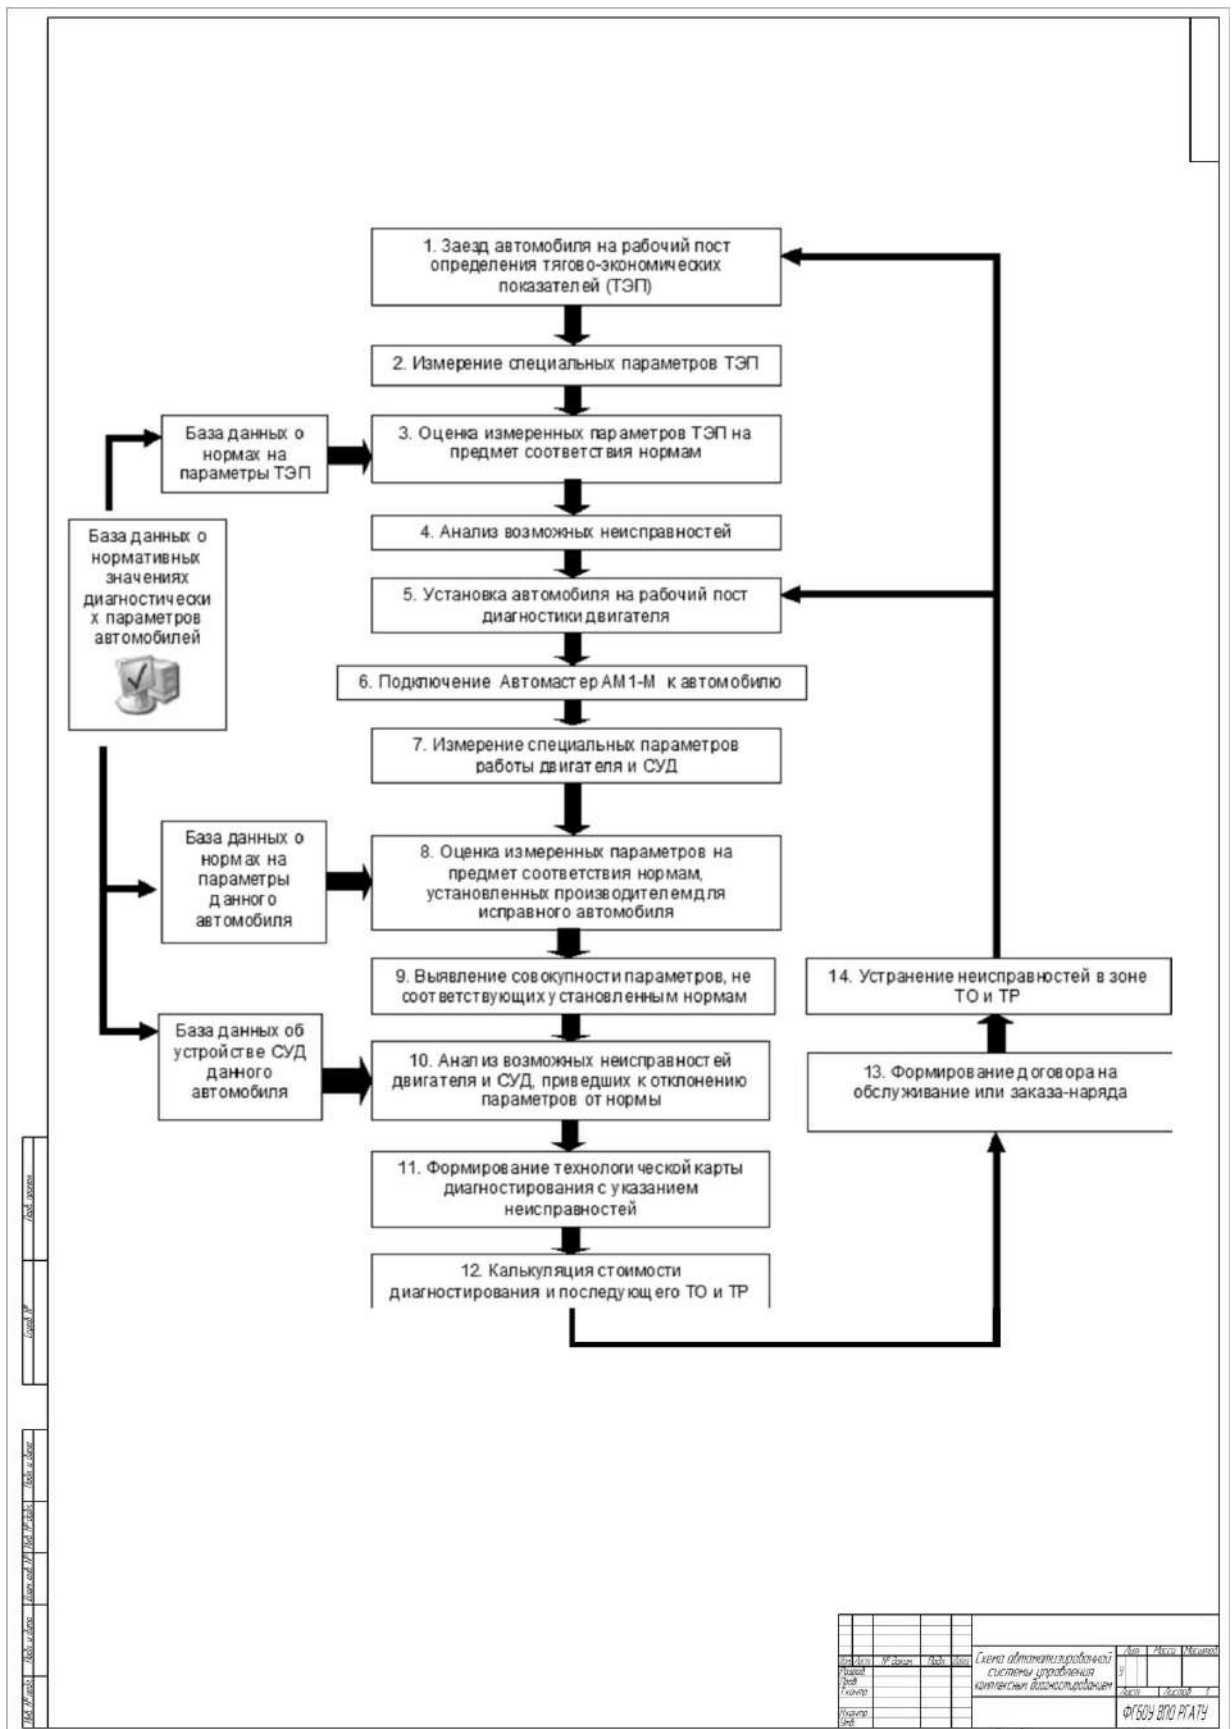 1. Заезд автомобиля на рабочий пост
определения тягово-экономических
показателей (ТЭП)
2. Измерение специальных параметров ТЭП
База данных о
нормах на
параметры ТЭП
3. Оценка измеренных параметров ТЭП на
предмет соответствия нормам
База данных о
нормативных
значениях
диагностически
х параметров
автомобилей
4. Анализ возможных неисправностей
5. Установка автомобиля на рабочий пост
диагностики двигателя
6. Подключение Автомастер АМ1-М к автомобилю
7. Измерение специальных параметров
работы двигателя и СУД
База данных о
нормах на
параметры
данного
автомобиля
8. Оценка измеренных параметров на
предмет соответствия нормам,
установленных производителемдля
исправного автомобиля
9. Выявление совокупности параметров, не
соответствующих установленным нормам
14. Устранение неисправностей в зоне
ТО и ТР
База данных об
устройстве СУД
данного
автомобиля
10. Анализ возможных неисправностей
двигателя и СУД, приведших к отклонению
параметров от нормы
13. Формирование договора на
обслуживание или заказа-наряда
11. Формирование технологической карты
диагностирования с указанием
неисправностей
12. Калькуляция стоимости
диагностирования и последующего ТО и ТР
Схема автоматизированной
системы управления
комплексным диагностированием
Лит Масса Масштаб
У
Лист Листов 1
ФГБОУ ВПО РГАТУ